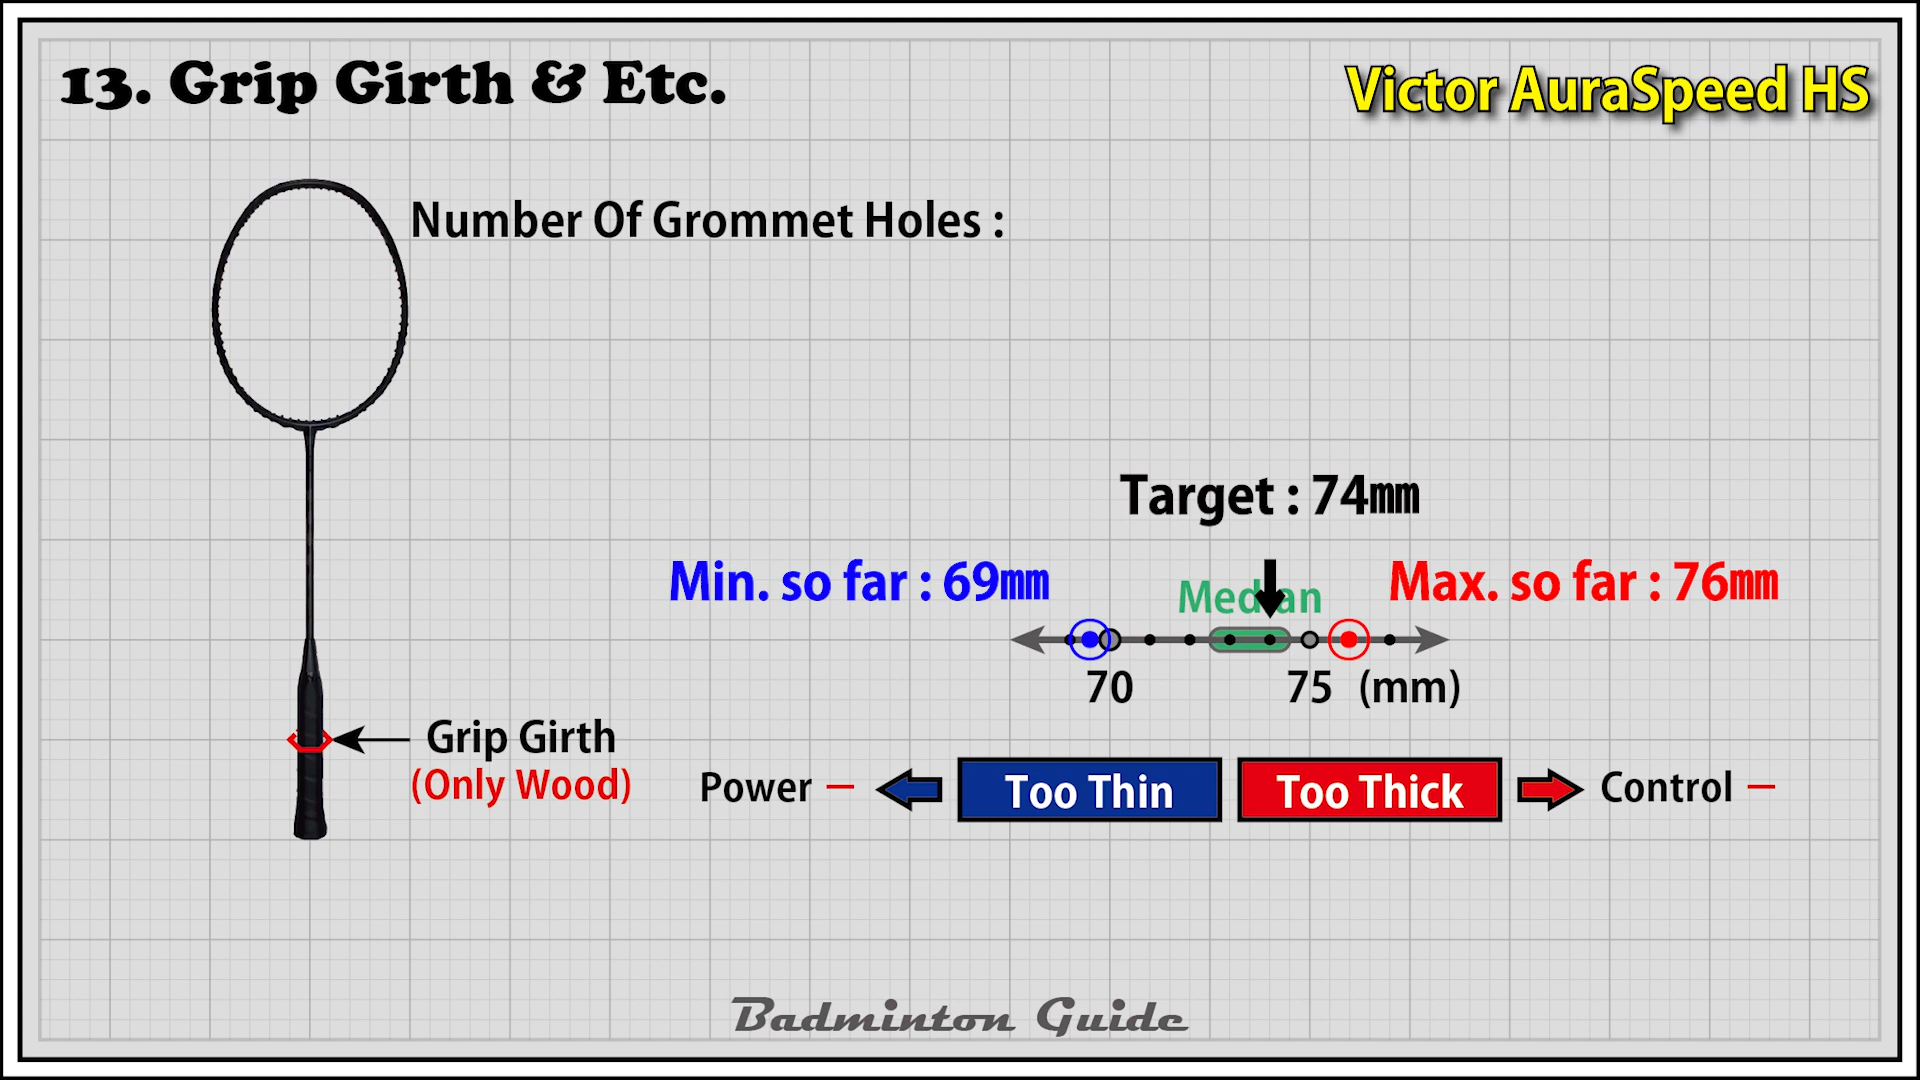 13. Grip Girth & Etc.
Victor AuraSpeed HS
Number Of Grommet Holes :
Target : 74mm
Min. so far : 69mm
Median
Max. so far : 76mm
70
75
(mm)
Grip Girth
(Only Wood)
Power –
Too Thin
Too Thick
Control –
Badminton Guide